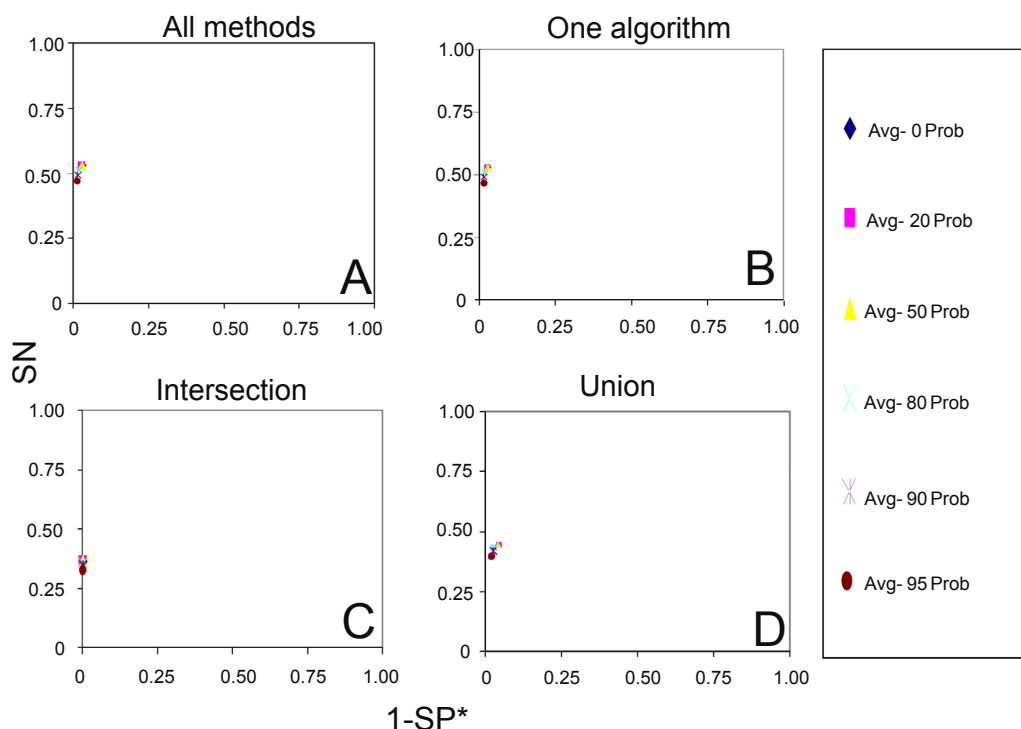 All methods
1.00
0.75
0.50
0.25
0
0 0.25 0.50 0.75 1.00
A
One algorithm
1.00
0.75
0.50
0.25
0
0 0.25 0.50 0.75 1.00
B
SN
Intersection
1.00
0.75
0.50
0.25
0
0 0.25 0.50 0.75 1.00
C
Union
1.00
0.75
0.50
0.25
0
0 0.25 0.50 0.75 1.00
D
1-SP*
Avg- 0 Prob
Avg- 20 Prob
Avg- 50 Prob
Avg- 80 Prob
Avg- 90 Prob
Avg- 95 Prob